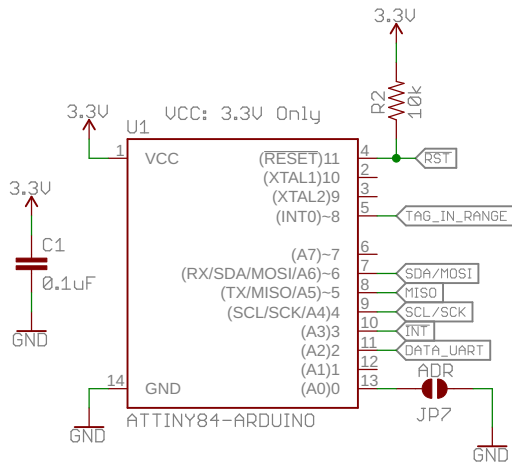 3.3V
3.3V
VCC: 3.3V Only
R2
10k
U1
1
VCC
(RESET)11
4
RST
(XTAL1)10
2
(XTAL2)9
3
(INT0)~8
5
TAG_IN_RANGE
3.3V
C1
0.1uF
GND
(A7)~7
6
(RX/SDA/MOSI/A6)~6
7
SDA/MOSI
(TX/MISO/A5)~5
8
MISO
(SCL/SCK/A4)4
9
SCL/SCK
(A3)3
10
INT
(A2)2
11
DATA_UART
(A1)1
12
14
GND
(A0)0
13
ADR
JP7
ATTINY84-ARDUINO
GND
GND